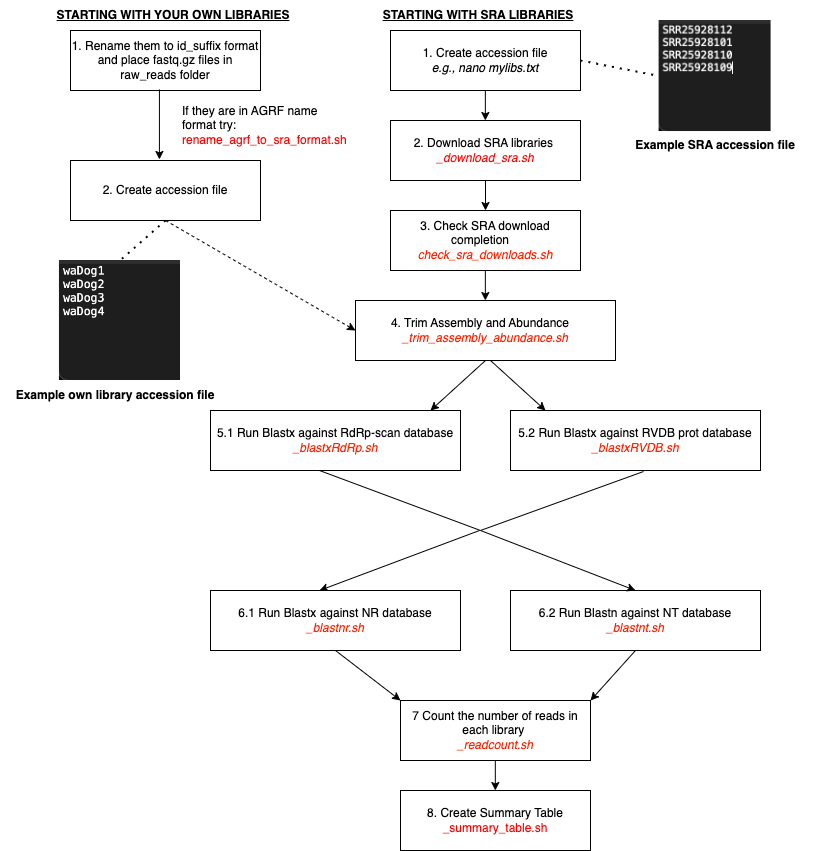 STARTING WITH YOUR OWN LIBRARIES
1. Rename them to id_suffix format
and place fastq.gz files in
raw_reads folder
If they are in AGRF name
format try:
rename_agrf_to_sra_format.sh
2. Create accession file
waDog1
waDog2
waDog3
waDog4
Example own library accession file
STARTING WITH SRA LIBRARIES
1. Create accession file
e.g., nano mylibs.txt
SRR25928112
SRR25928101
SRR25928110
SRR25928109
Example SRA accession file
2. Download SRA libraries
_download_sra.sh
3. Check SRA download
completion
check_sra_downloads.sh
4. Trim Assembly and Abundance
_trim_assembly_abundance.sh
5.1 Run Blastx against RdRp-scan database
_blastxRdRp.sh
5.2 Run Blastx against RVDB prot database
_blastxRVDB.sh
6.1 Run Blastx against NR database
_blastnr.sh
6.2 Run Blastn against NT database
_blastnt.sh
7 Count the number of reads in
each library
_readcount.sh
8. Create Summary Table
_summary_table.sh